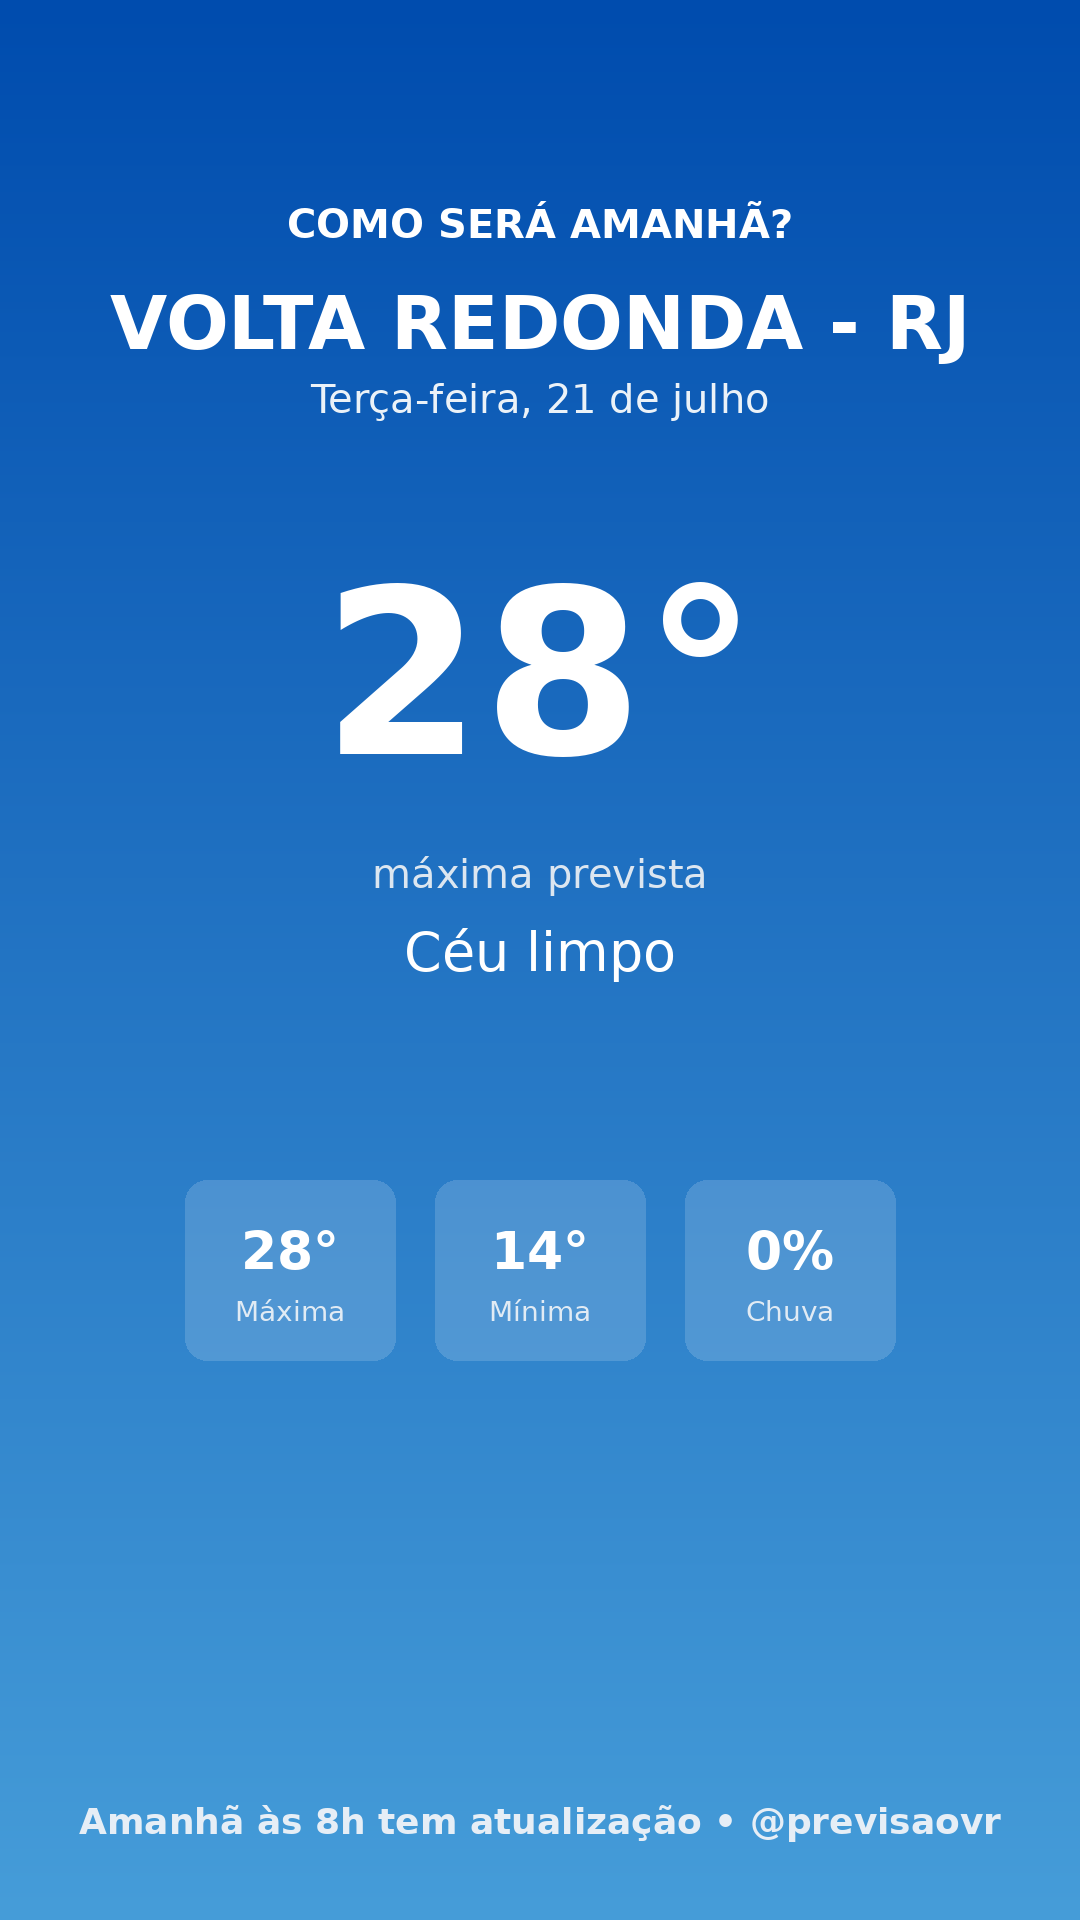 COMO SERÁ AMANHÃ?
VOLTA REDONDA - RJ
Terça-feira, 21 de julho
28°
máxima prevista
Céu limpo
28° 14° 0%
Máxima Mínima Chuva
Amanhã às 8h tem atualização • @previsaovr